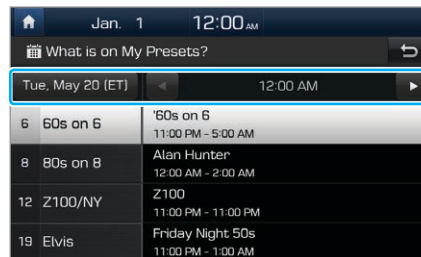 Jan. 1 12:00 AM
What is on My Presets?
Tue, May 20 (ET) 12:00 AM
6 60s on 6 '60s on 6
11:00 PM - 5:00 AM
8 80s on 8 Alan Hunter
12:00 AM - 2:00 AM
12 Z100/NY Z100
11:00 PM - 11:00 PM
19 Elvis Friday Night 50s
11:00 PM - 1:00 AM